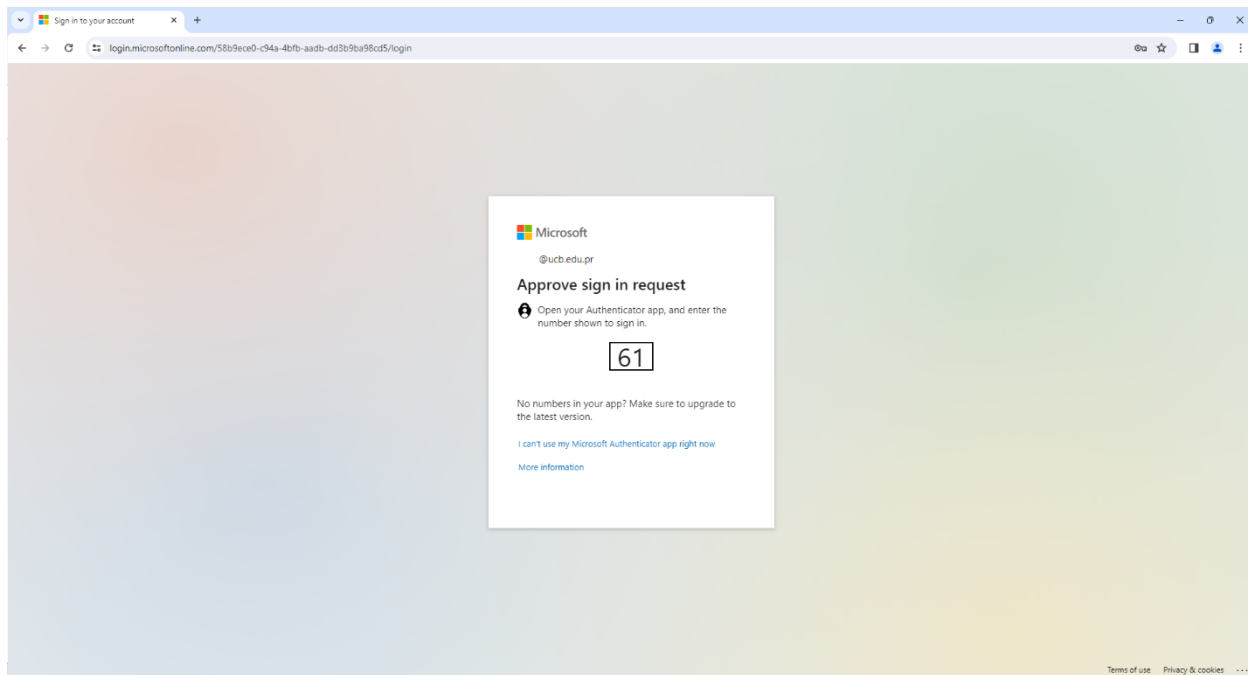 Sign in to your account
login.microsoftonline.com/58b9ece0-c94a-4bfb-aadb-dd3b9ba98cd5/login
Microsoft
@ucb.edu.pr
Approve sign in request
Open your Authenticator app, and enter the
number shown to sign in.
61
No numbers in your app? Make sure to upgrade to
the latest version.
I can't use my Microsoft Authenticator app right now
More information
Terms of use Privacy & cookies ...